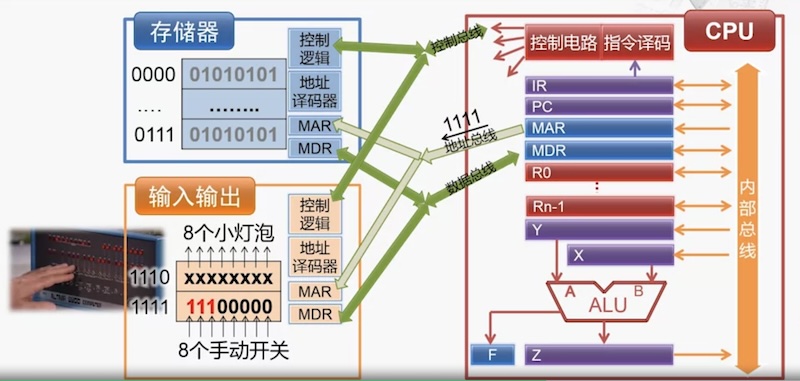 存储器
控制
逻辑
0000 01010101
地址
译码器
.... ........
0111 01010101
MAR
MDR
输入输出
控制
逻辑
8个小灯泡
地址
译码器
1110 xxxxxxxx
MAR
1111 11100000
MDR
8个手动开关
控制总线
1111
地址总线
数据总线
CPU
控制电路 指令译码
IR
PC
MAR
MDR
R0
Rn-1
Y
X
A B
ALU
F
Z
内部总线